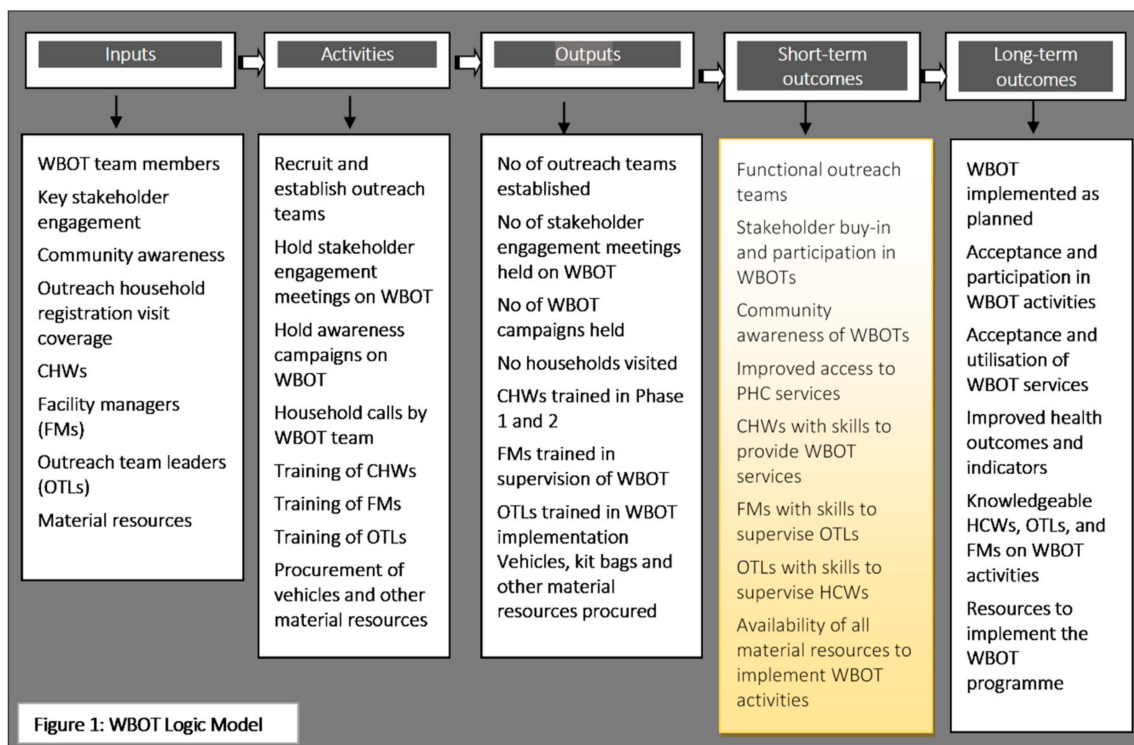 Inputs
Activities
Outputs
Short-term
outcomes
Long-term
outcomes
WBOT team members
Key stakeholder
engagement
Community awareness
Outreach household
registration visit
coverage
CHWs
Facility managers
(FMs)
Outreach team leaders
(OTLs)
Material resources
Recruit and
establish outreach
teams
Hold stakeholder
engagement
meetings on WBOT
Hold awareness
campaigns on
WBOT
Household calls by
WBOT team
Training of CHWs
Training of FMs
Training of OTLs
Procurement of
vehicles and other
material resources
No of outreach teams
established
No of stakeholder
engagement meetings
held on WBOT
No of WBOT
campaigns held
No households visited
CHWs trained in Phase
1 and 2
FMs trained in
supervision of WBOT
OTLs trained in WBOT
implementation
Vehicles, kit bags and
other material
resources procured
Functional outreach
teams
Stakeholder buy-in
and participation in
WBOTs
Community
awareness of WBOTs
Improved access to
PHC services
CHWs with skills to
provide WBOT
services
FMs with skills to
supervise OTLs
OTLs with skills to
supervise HCWs
Availability of all
material resources to
implement WBOT
activities
WBOT
implemented as
planned
Acceptance and
participation in
WBOT activities
Acceptance and
utilisation of
WBOT services
Improved health
outcomes and
indicators
Knowledgeable
HCWs, OTLs, and
FMs on WBOT
activities
Resources to
implement the
WBOT
programme
Figure 1: WBOT Logic Model